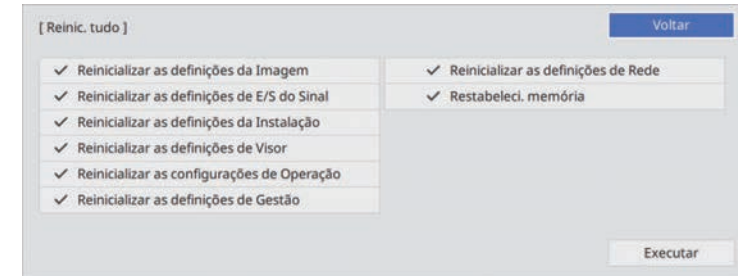 [ Reinic. tudo ]
Voltar
Reinicializar as definições da Imagem
Reinicializar as definições de E/S do Sinal
Reinicializar as definições da Instalação
Reinicializar as definições de Visor
Reinicializar as configurações de Operação
Reinicializar as definições de Gestão
Reinicializar as definições de Rede
Restabeleci. memória
Executar